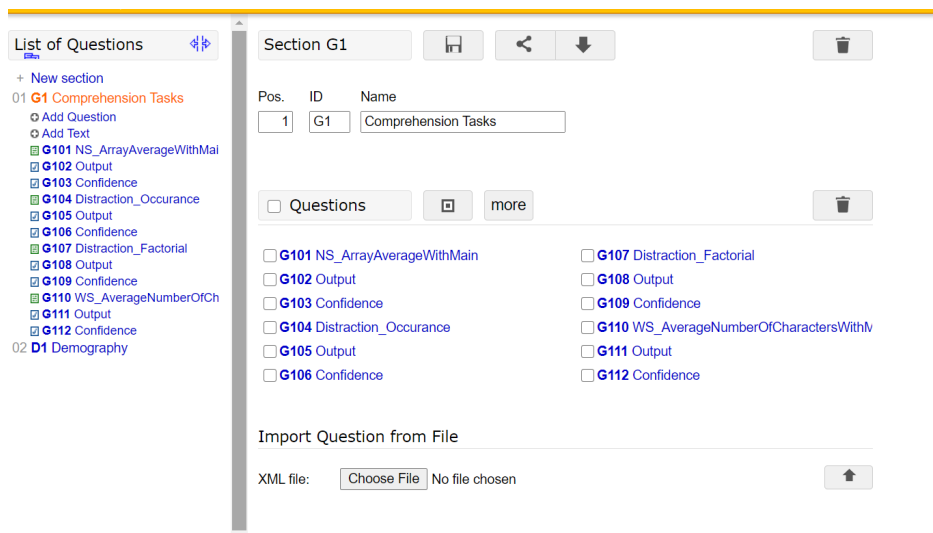 List of Questions
+ New section
01 G1 Comprehension Tasks
Add Question
Add Text
G101 NS_ArrayAverageWithMai
G102 Output
G103 Confidence
G104 Distraction_Occurance
G105 Output
G106 Confidence
G107 Distraction_Factorial
G108 Output
G109 Confidence
G110 WS_AverageNumberOfCh
G111 Output
G112 Confidence
02 D1 Demography
Section G1
Pos. ID Name
1 G1 Comprehension Tasks
Questions more
G101 NS_ArrayAverageWithMain
G102 Output
G103 Confidence
G104 Distraction_Occurance
G105 Output
G106 Confidence
G107 Distraction_Factorial
G108 Output
G109 Confidence
G110 WS_AverageNumberOfCharactersWithM
G111 Output
G112 Confidence
Import Question from File
XML file: Choose File No file chosen